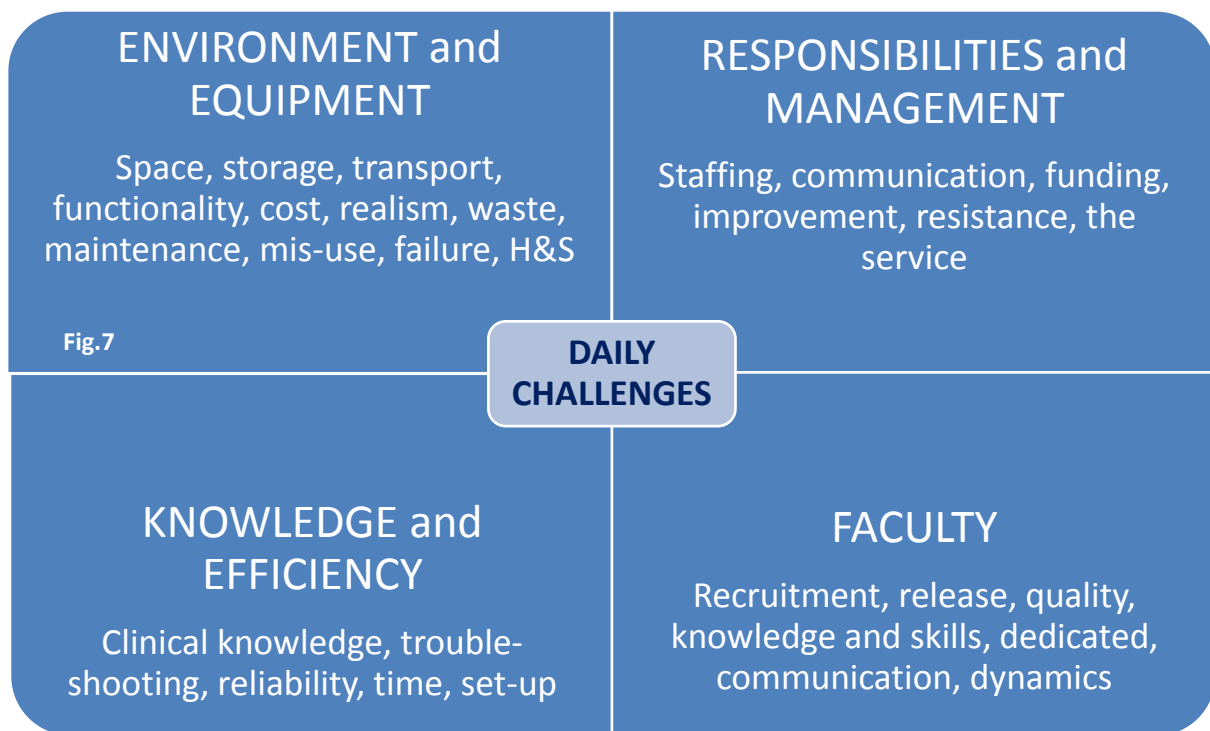 ENVIRONMENT and
EQUIPMENT
Space, storage, transport,
functionality, cost, realism, waste,
maintenance, mis-use, failure, H&S
Fig.7
RESPONSIBILITIES and
MANAGEMENT
Staffing, communication, funding,
improvement, resistance, the
service
DAILY
CHALLENGES
KNOWLEDGE and
EFFICIENCY
Clinical knowledge, trouble-
shooting, reliability, time, set-up
FACULTY
Recruitment, release, quality,
knowledge and skills, dedicated,
communication, dynamics